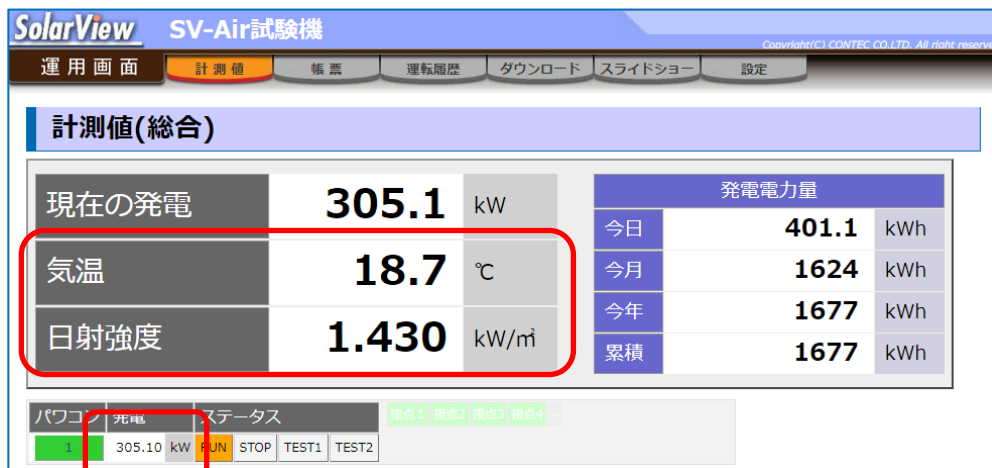 SolarView SV-Air試験機
Copyright(C) CONTEC CO.LTD. All right reserve
運用画面 計測値 帳票 運転履歴 ダウンロード スライドショー 設定
計測値(総合)
現在の発電 305.1 kW
気温 18.7 ℃
日射強度 1.430 kW/㎡
発電電力量
今日 401.1 kWh
今月 1624 kWh
今年 1677 kWh
累積 1677 kWh
パワコン 発電 ステータス 接点1 接点2 接点3 接点4 -
1 305.10 kW RUN STOP TEST1 TEST2